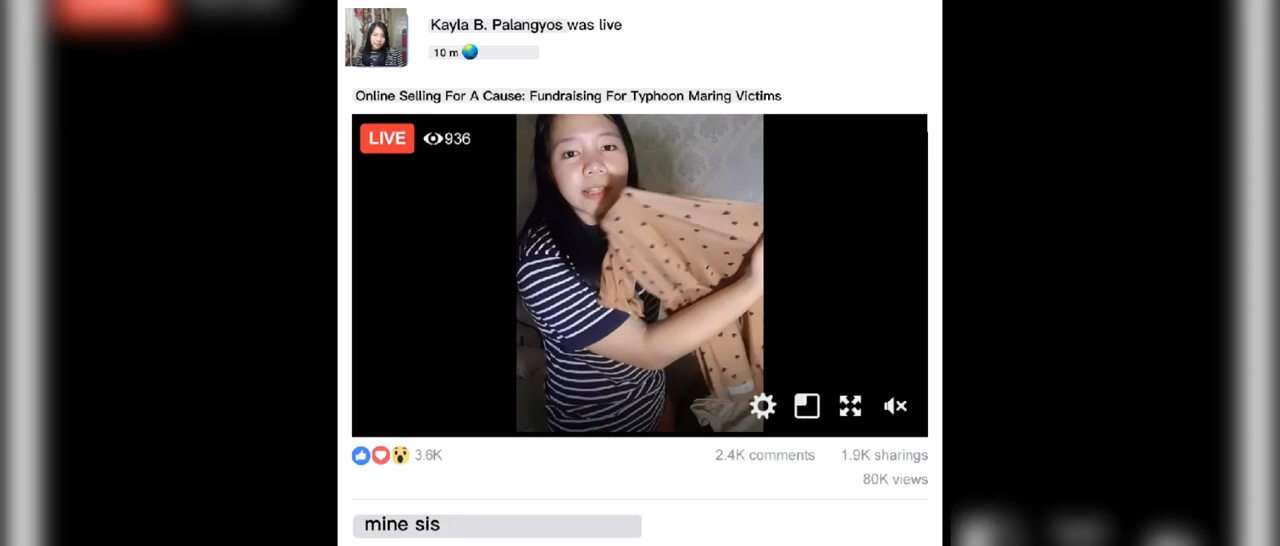 Kayla B. Palangyos was live
10 m
Online Selling For A Cause: Fundraising For Typhoon Maring Victims
LIVE 936
3.6K 2.4K comments 1.9K sharings
80K views
mine sis